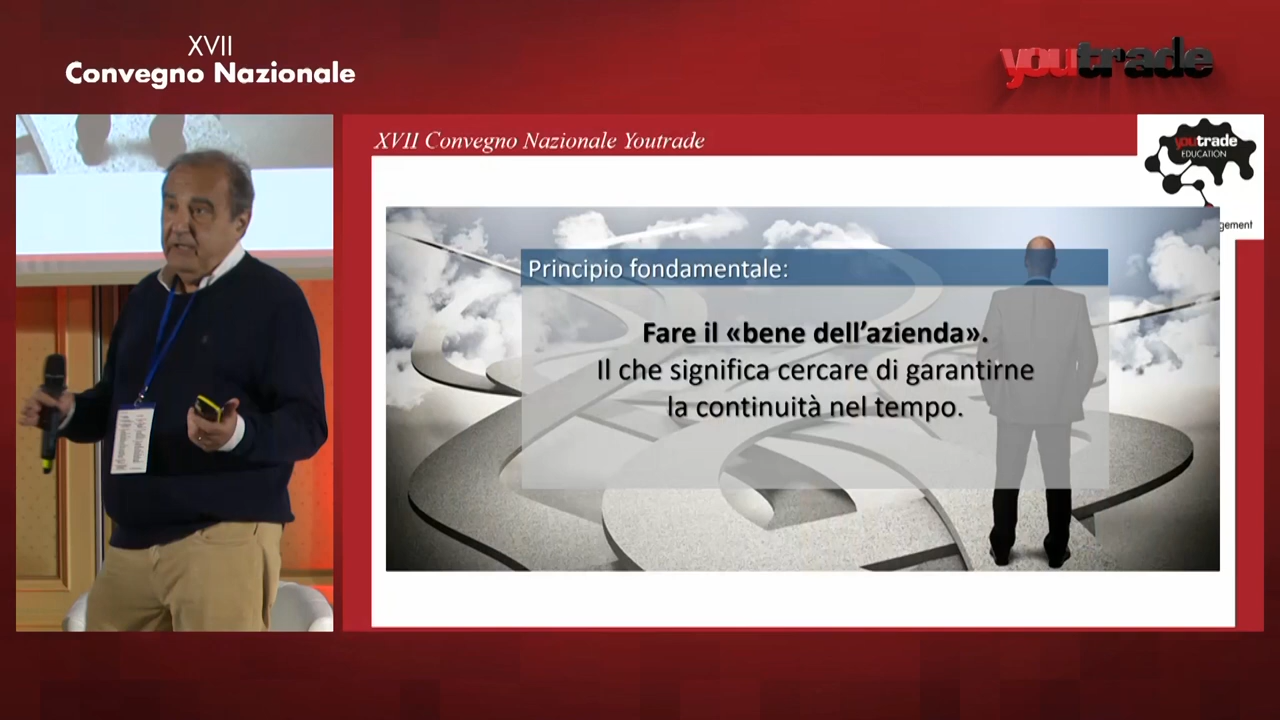 XVII
Convegno Nazionale
youtrade
XVII Convegno Nazionale Youtrade
youtrade
EDUCATION
gement
Principio fondamentale:
Fare il «bene dell’azienda».
Il che significa cercare di garantirne
la continuità nel tempo.